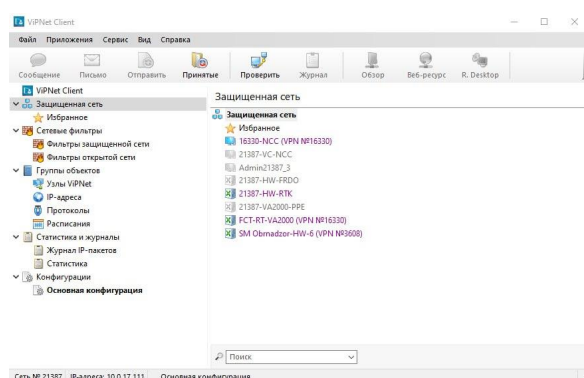 ViPNet Client
Файл Приложения Сервис Вид Справка
Сообщение Письмо Отправить Принятые Проверить Журнал Обзор Веб-ресурс R. Desktop
ViPNet Client
Защищенная сеть
Избранное
Сетевые фильтры
Фильтры защищенной сети
Фильтры открытой сети
Группы объектов
Узлы ViPNet
IP-адреса
Протоколы
Расписания
Статистика и журналы
Журнал IP-пакетов
Статистика
Конфигурации
Основная конфигурация
Защищенная сеть
Защищенная сеть
Избранное
16330-NCC (VPN №16330)
21387-VC-NCC
Admin21387_3
21387-HW-FRDO
21387-HW-RTK
21387-VA2000-PPE
FCT-RT-VA2000 (VPN №16330)
SM Obrnadzor-HW-6 (VPN №3608)
Поиск
Сеть № 21387 IP-адреса: 10.0.17.111 Основная конфигурация